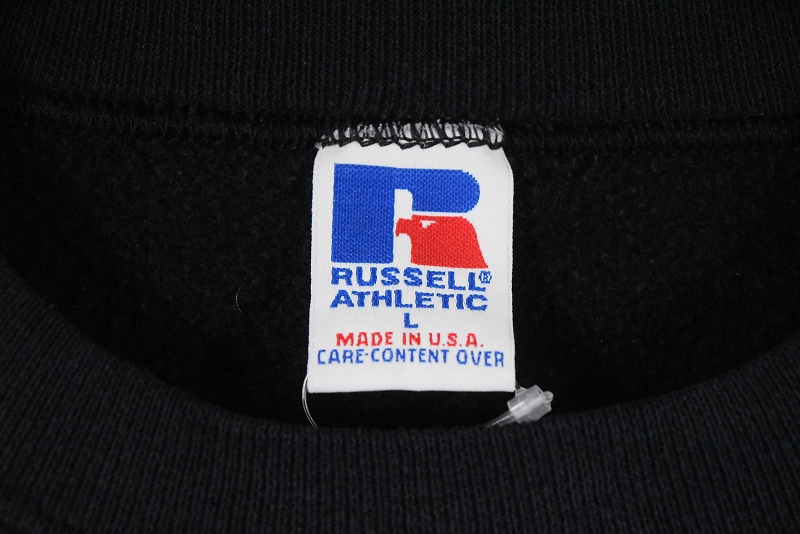 RUSSELL®
ATHLETIC
L
MADE IN U.S.A.
CARE-CONTENT OVER